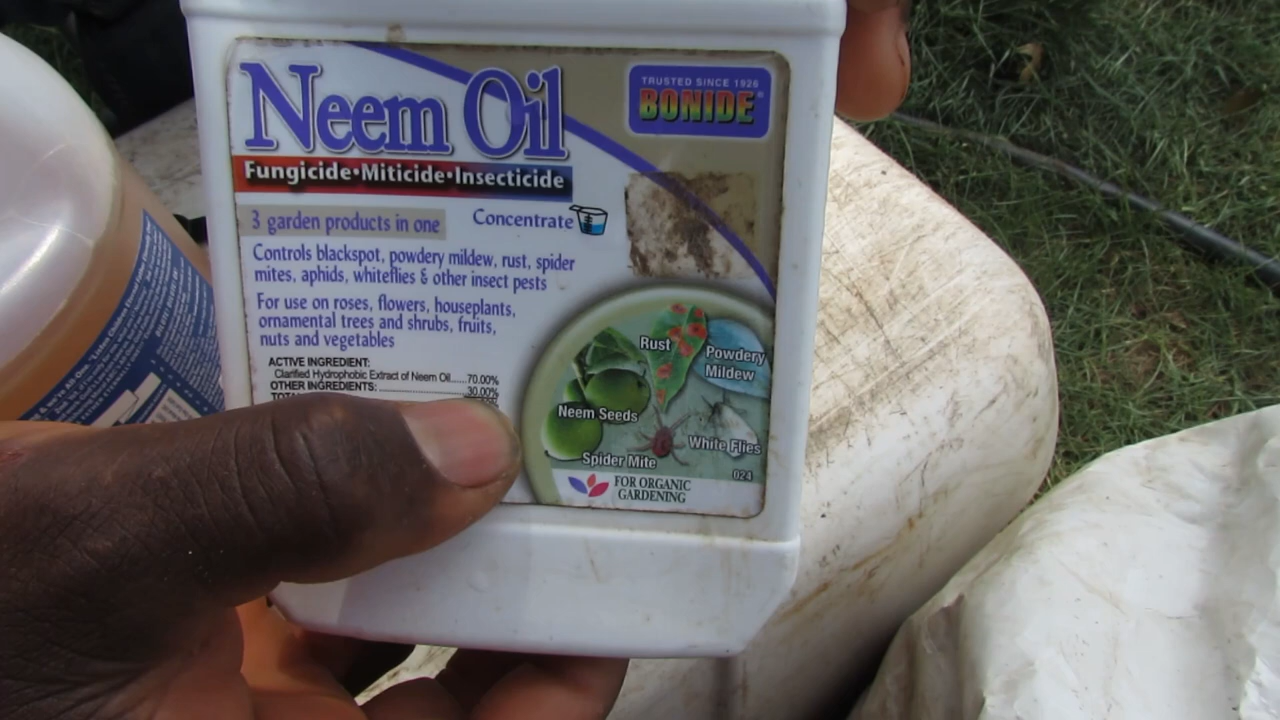 Neem Oil
TRUSTED SINCE 1926
BONIDE®
Fungicide•Miticide•Insecticide
3 garden products in one
Concentrate
Controls blackspot, powdery mildew, rust, spider
mites, aphids, whiteflies & other insect pests
For use on roses, flowers, houseplants,
ornamental trees and shrubs, fruits,
nuts and vegetables
ACTIVE INGREDIENT:
Clarified Hydrophobic Extract of Neem Oil......70.00%
OTHER INGREDIENTS: ........................ 30.00%
Rust
Powdery
Mildew
Neem Seeds
White Flies
Spider Mite
024
FOR ORGANIC
GARDENING